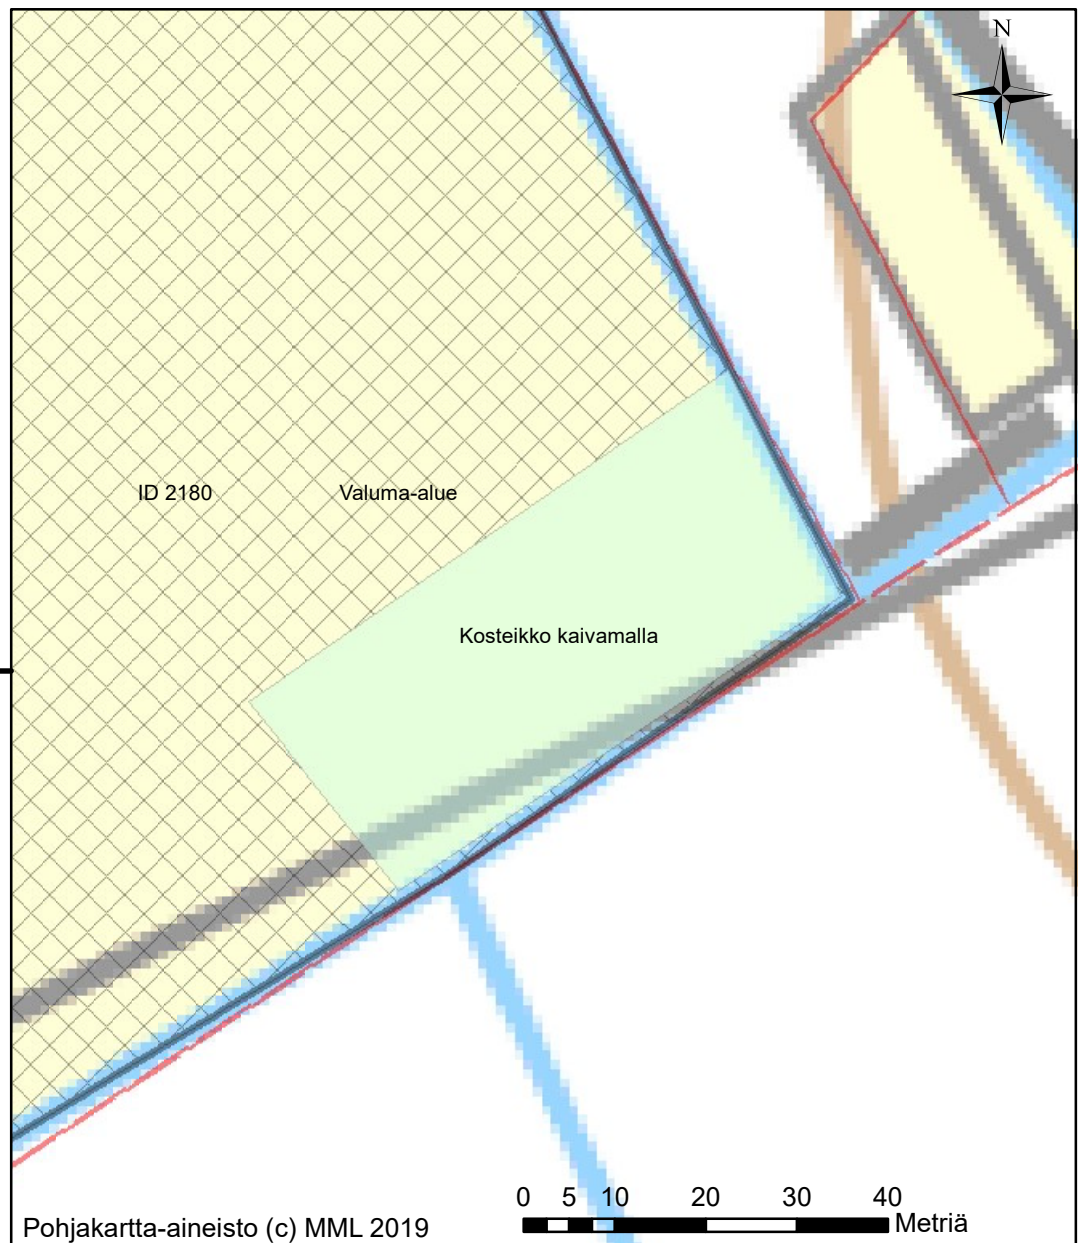 N
ID 2180 Valuma-alue
Kosteikko kaivamalla
0 5 10 20 30 40
Pohjakartta-aineisto (c) MML 2019 Metriä